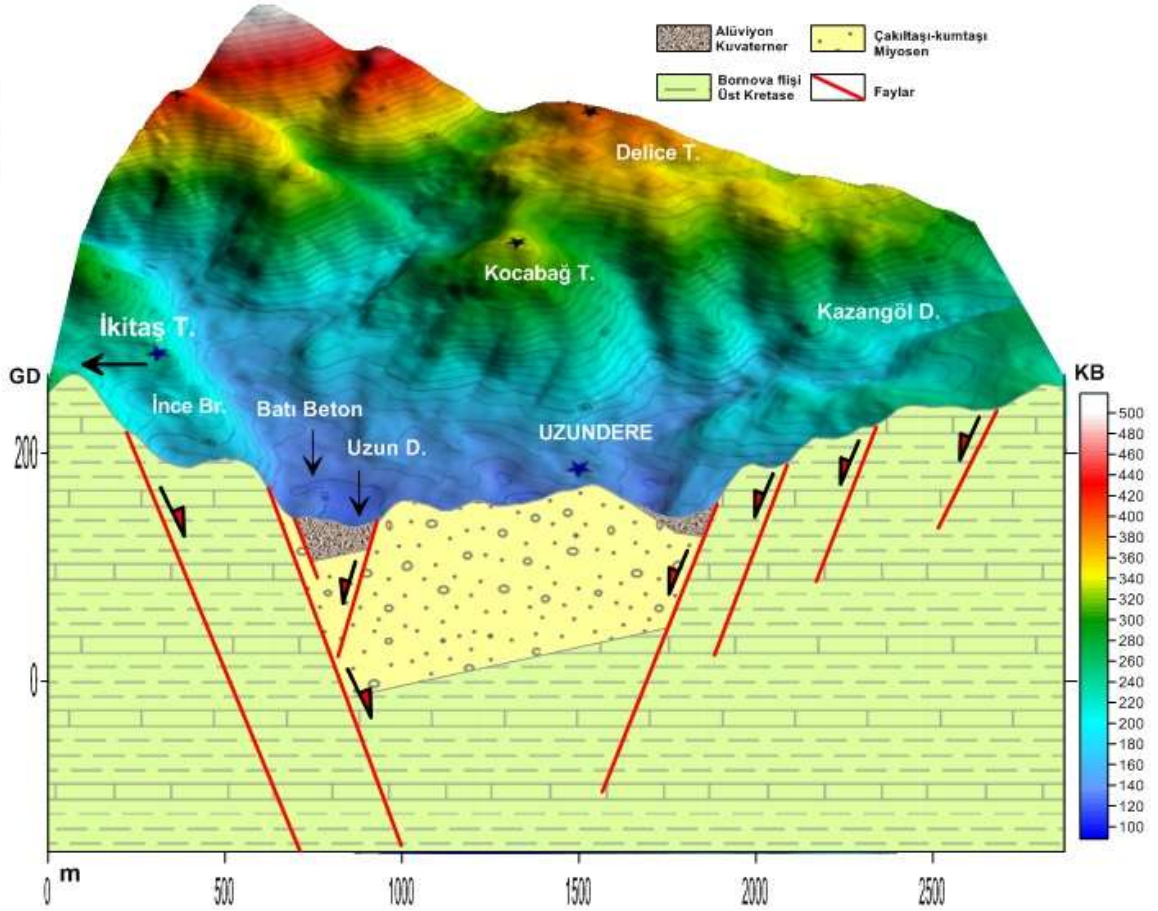 Alüviyon
Kuvaterner
Çakıltaşı-kumtaşı
Miyosen
Bornova flişi
Üst Kretase
Faylar
Delice T.
Kocabağ T.
Kazangöl D.
İkitaş T.
GD
KB
İnce Br.
Batı Beton
UZUNDERE
Uzun D.
200
0
500
480
460
440
420
400
380
360
340
320
300
280
260
240
220
200
180
160
140
120
100
m
0
500
1000
1500
2000
2500